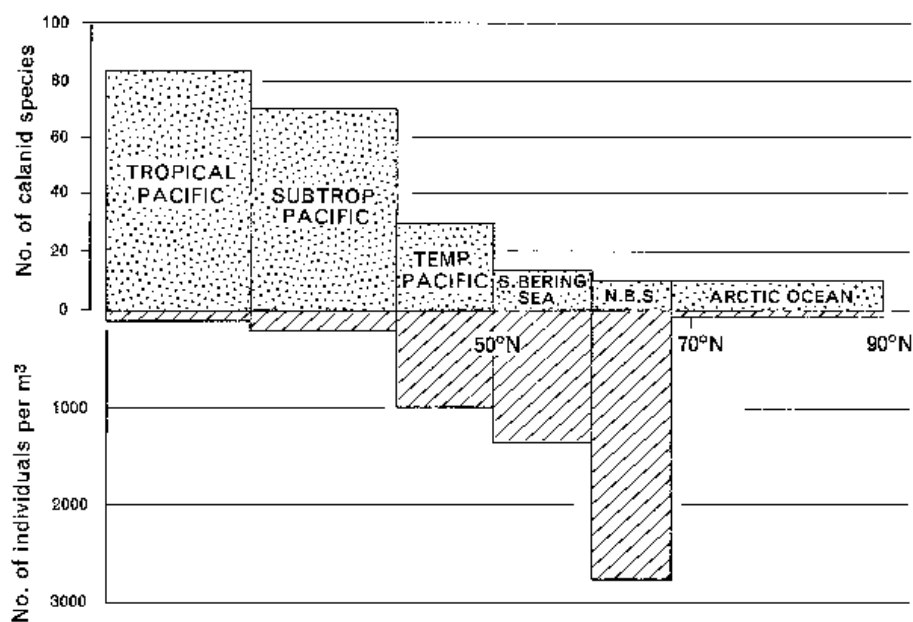 No. of calanid species
100
80
60
40
20
0
TROPICAL
PACIFIC
SUBTROP.
PACIFIC
TEMP.
PACIFIC
S. BERING
SEA
N.B.S.
ARCTIC OCEAN
50°N
70°N
90°N
No. of individuals per m³
1000
2000
3000